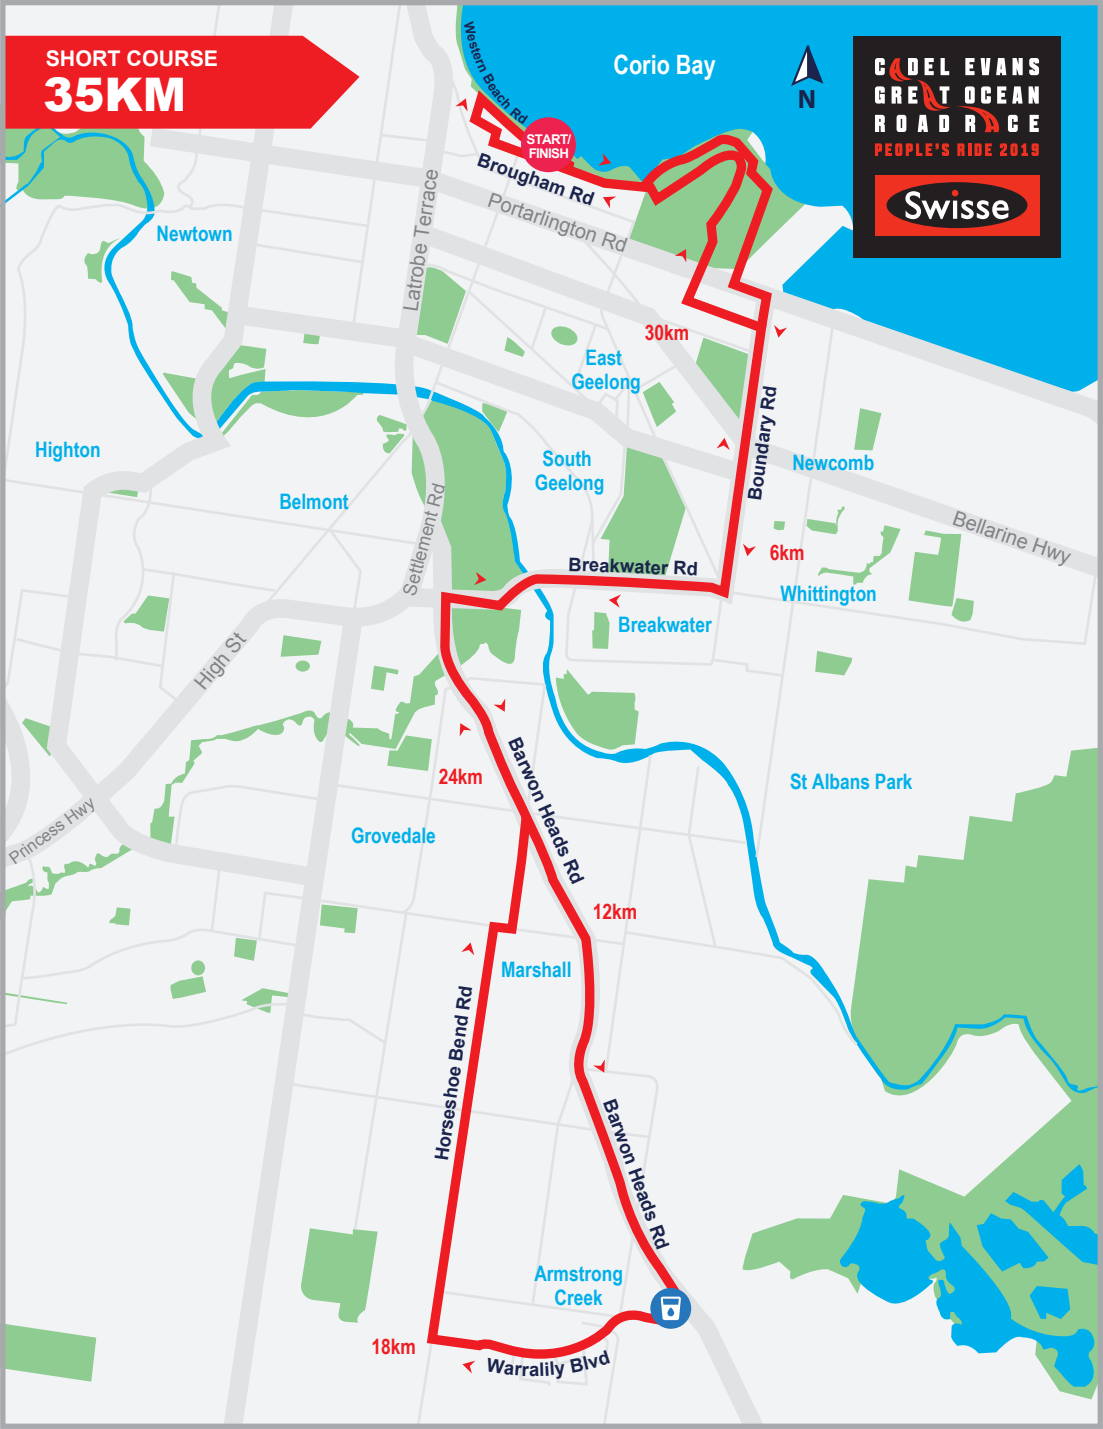 SHORT COURSE
35KM
Western Beach Rd
Corio Bay
N
CADEL EVANS
GREAT OCEAN
ROAD RACE
PEOPLE'S RIDE 2019
Swisse
START/
FINISH
Brougham Rd
Portarlington Rd
Latrobe Terrace
Newtown
30km
East
Geelong
Boundary Rd
Highton
South
Geelong
Newcomb
Belmont
Settlement Rd
Bellarine Hwy
6km
Breakwater Rd
Whittington
Breakwater
High St
Barwon Heads Rd
24km
St Albans Park
Princess Hwy
Grovedale
12km
Marshall
Horseshoe Bend Rd
Barwon Heads Rd
Armstrong
Creek
18km
Warralily Blvd